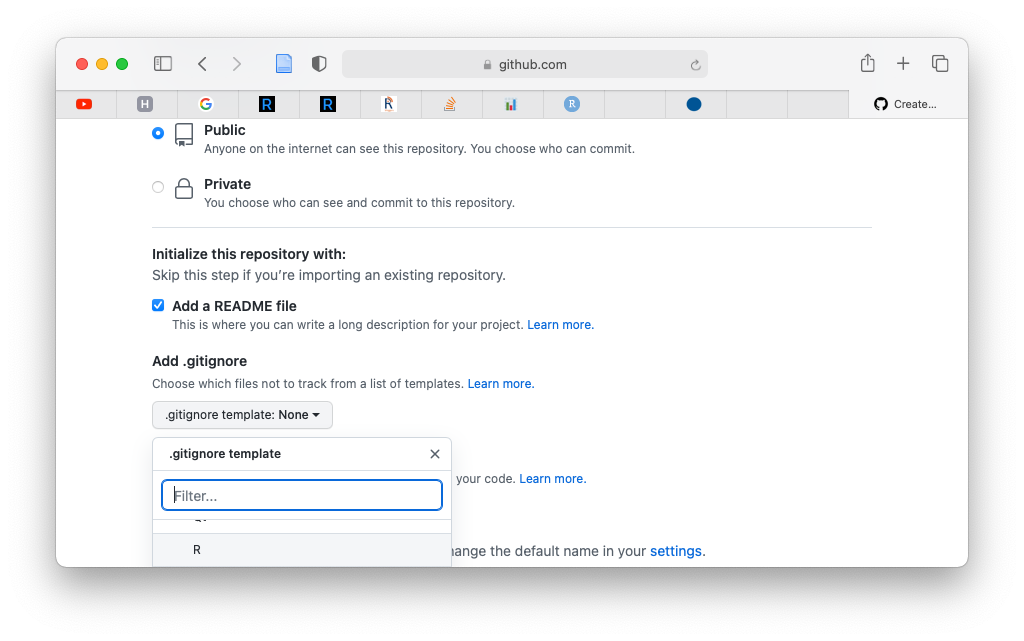 github.com
H
R
R
R
R
Create...
Public
Anyone on the internet can see this repository. You choose who can commit.
Private
You choose who can see and commit to this repository.
Initialize this repository with:
Skip this step if you’re importing an existing repository.
Add a README file
This is where you can write a long description for your project. Learn more.
Add .gitignore
Choose which files not to track from a list of templates. Learn more.
.gitignore template: None
.gitignore template
your code. Learn more.
Filter...
R
ange the default name in your settings.